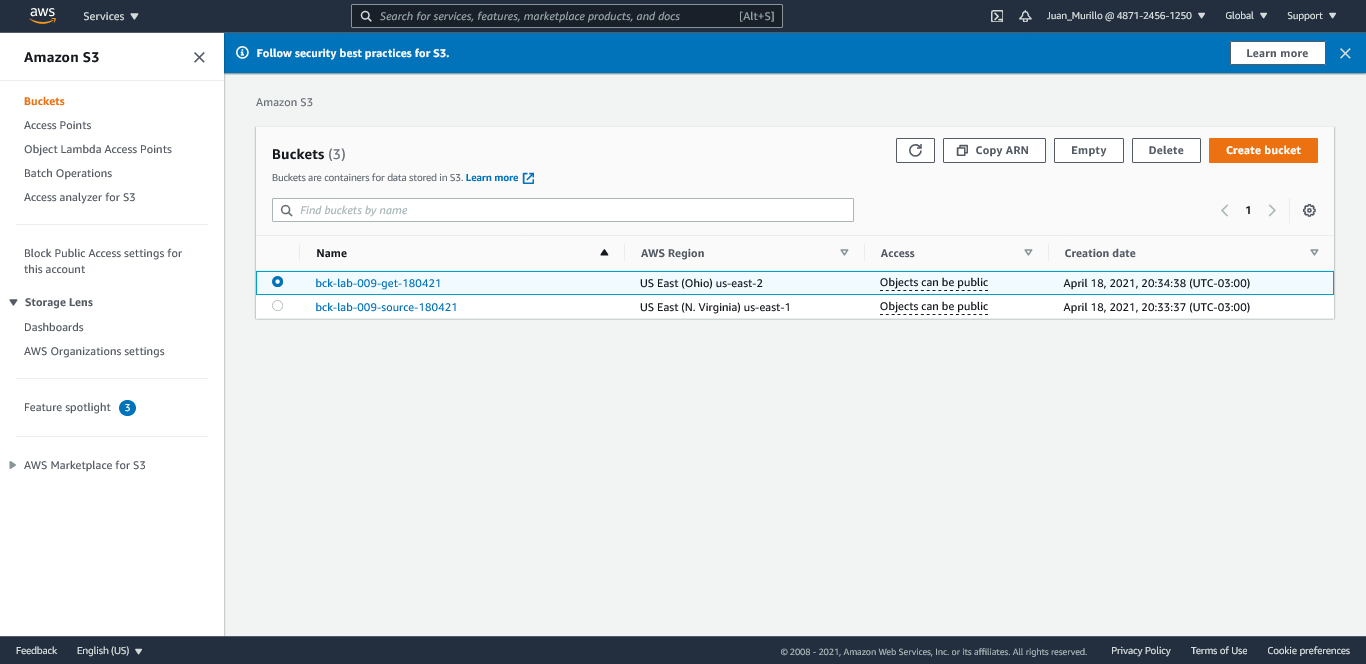 aws Services Search for services, features, marketplace products, and docs [Alt+S] Juan_Murillo @ 4871-2456-1250 Global Support
Amazon S3
Follow security best practices for S3. Learn more
Buckets
Access Points
Object Lambda Access Points
Batch Operations
Access analyzer for S3
Block Public Access settings for
this account
Storage Lens
Dashboards
AWS Organizations settings
Feature spotlight 3
AWS Marketplace for S3
Amazon S3
Buckets (3) Copy ARN Empty Delete Create bucket
Buckets are containers for data stored in S3. Learn more
Find buckets by name 1
Name AWS Region Access Creation date
bck-lab-009-get-180421 US East (Ohio) us-east-2 Objects can be public April 18, 2021, 20:34:38 (UTC-03:00)
bck-lab-009-source-180421 US East (N. Virginia) us-east-1 Objects can be public April 18, 2021, 20:33:37 (UTC-03:00)
Feedback English (US) © 2008 - 2021, Amazon Web Services, Inc. or its affiliates. All rights reserved. Privacy Policy Terms of Use Cookie preferences